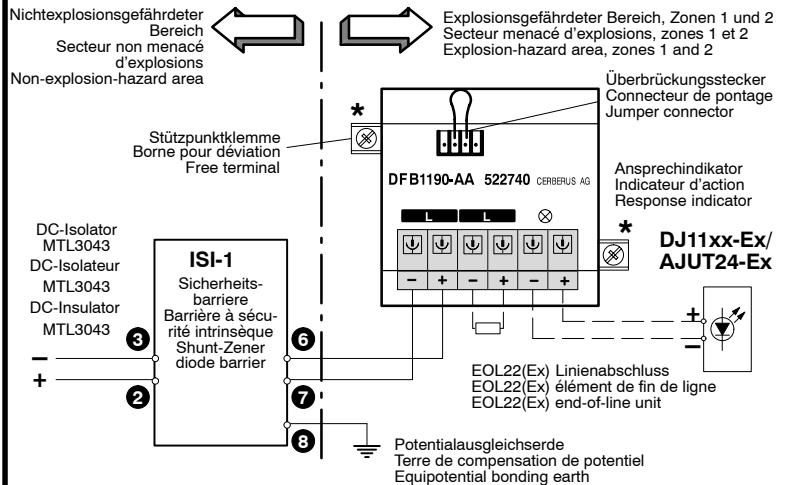 Nichtexplosionsgefährdeter
Bereich
Secteur non menacé
d'explosions
Non-explosion-hazard area
Explosionsgefährdeter Bereich, Zonen 1 und 2
Secteur menacé d'explosions, zones 1 et 2
Explosion-hazard area, zones 1 and 2
Überbrückungsstecker
Connecteur de pontage
Jumper connector
*
Stützpunktklemme
Borne pour déviation
Free terminal
DFB1190-AA 522740 CERBERUS AG
Ansprechindikator
Indicateur d'action
Response indicator
L L
*
DJ11xx-Ex/
AJUT24-Ex
− + − + − +
DC-Isolator
MTL3043
DC-Isolateur
MTL3043
DC-Insulator
MTL3043
ISI-1
Sicherheits-
barriere
Barrière à sécu-
rité intrinsèque
Shunt-Zener
diode barrier
3
6
−
+
2
7
8
+
−
EOL22(Ex) Linienabschluss
EOL22(Ex) élément de fin de ligne
EOL22(Ex) end-of-line unit
Potentialausgleichserde
Terre de compensation de potentiel
Equipotential bonding earth